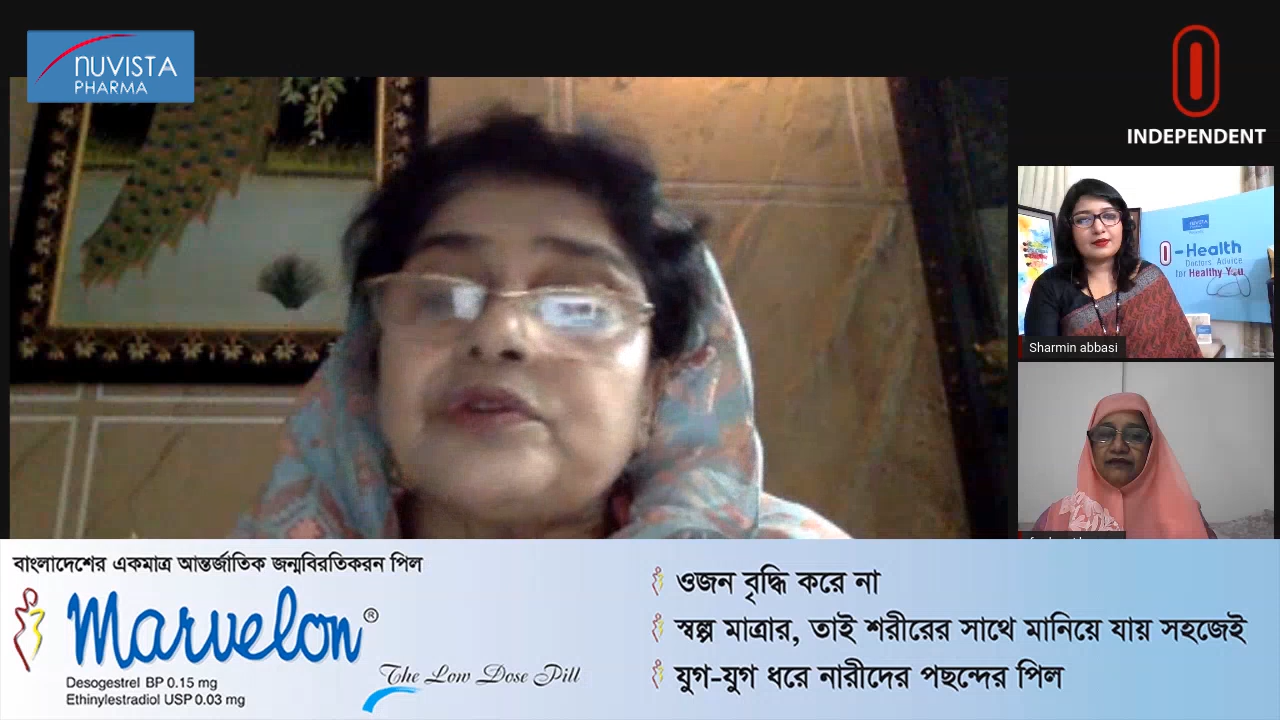 NUVISTA
PHARMA
INDEPENDENT
NUVISTA
-Health
Doctors Advice
for Healthy You
Sharmin abbasi
বাংলাদেশের একমাত্র আন্তর্জাতিক জন্মবিরতিকরন পিল
Marvelon®
The Low Dose Pill
Desogestrel BP 0.15 mg
Ethinylestradiol USP 0.03 mg
ওজন বৃদ্ধি করে না
স্বল্প মাত্রার, তাই শরীরের সাথে মানিয়ে যায় সহজেই
যুগ-যুগ ধরে নারীদের পছন্দের পিল